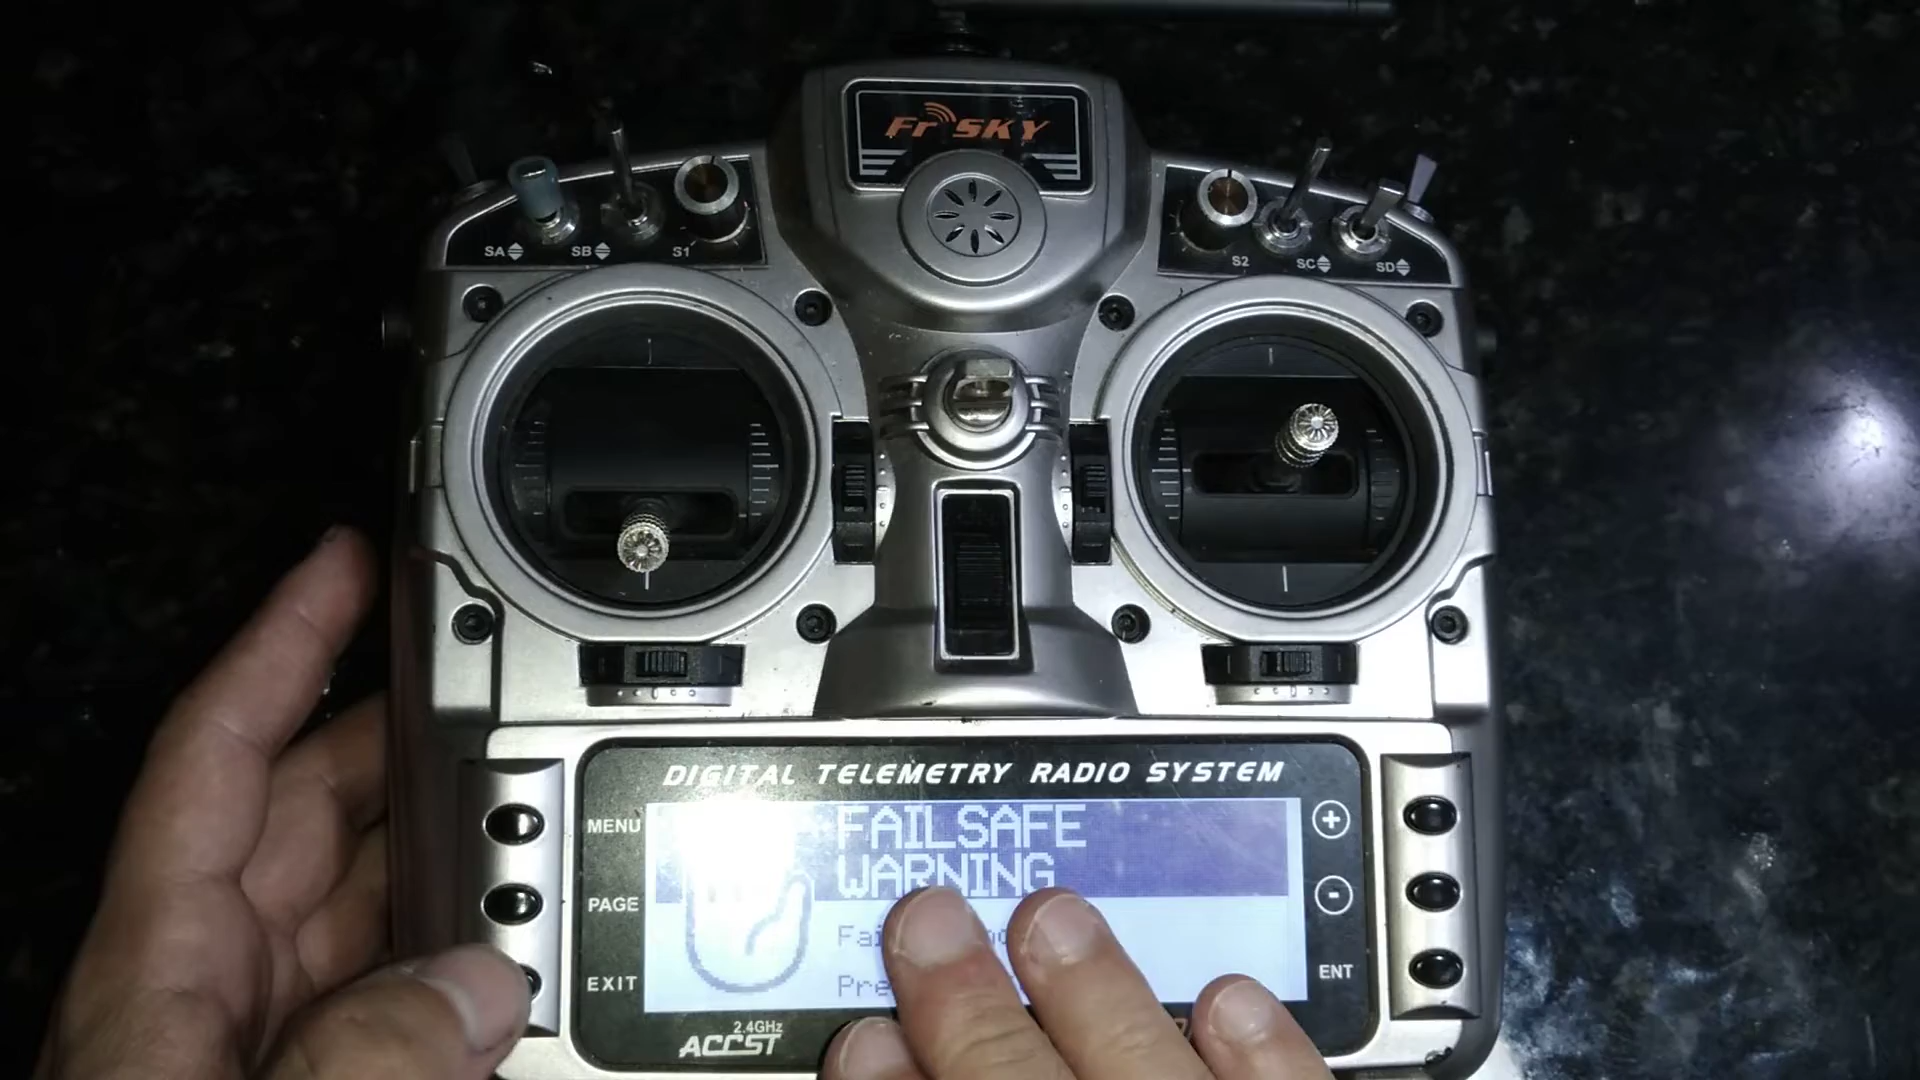 FrSKY
SA
SB
S1
S2
SC
SD
DIGITAL TELEMETRY RADIO SYSTEM
MENU
FAILSAFE
WARNING
+
PAGE
-
EXIT
ENT
2.4GHz
ACCST